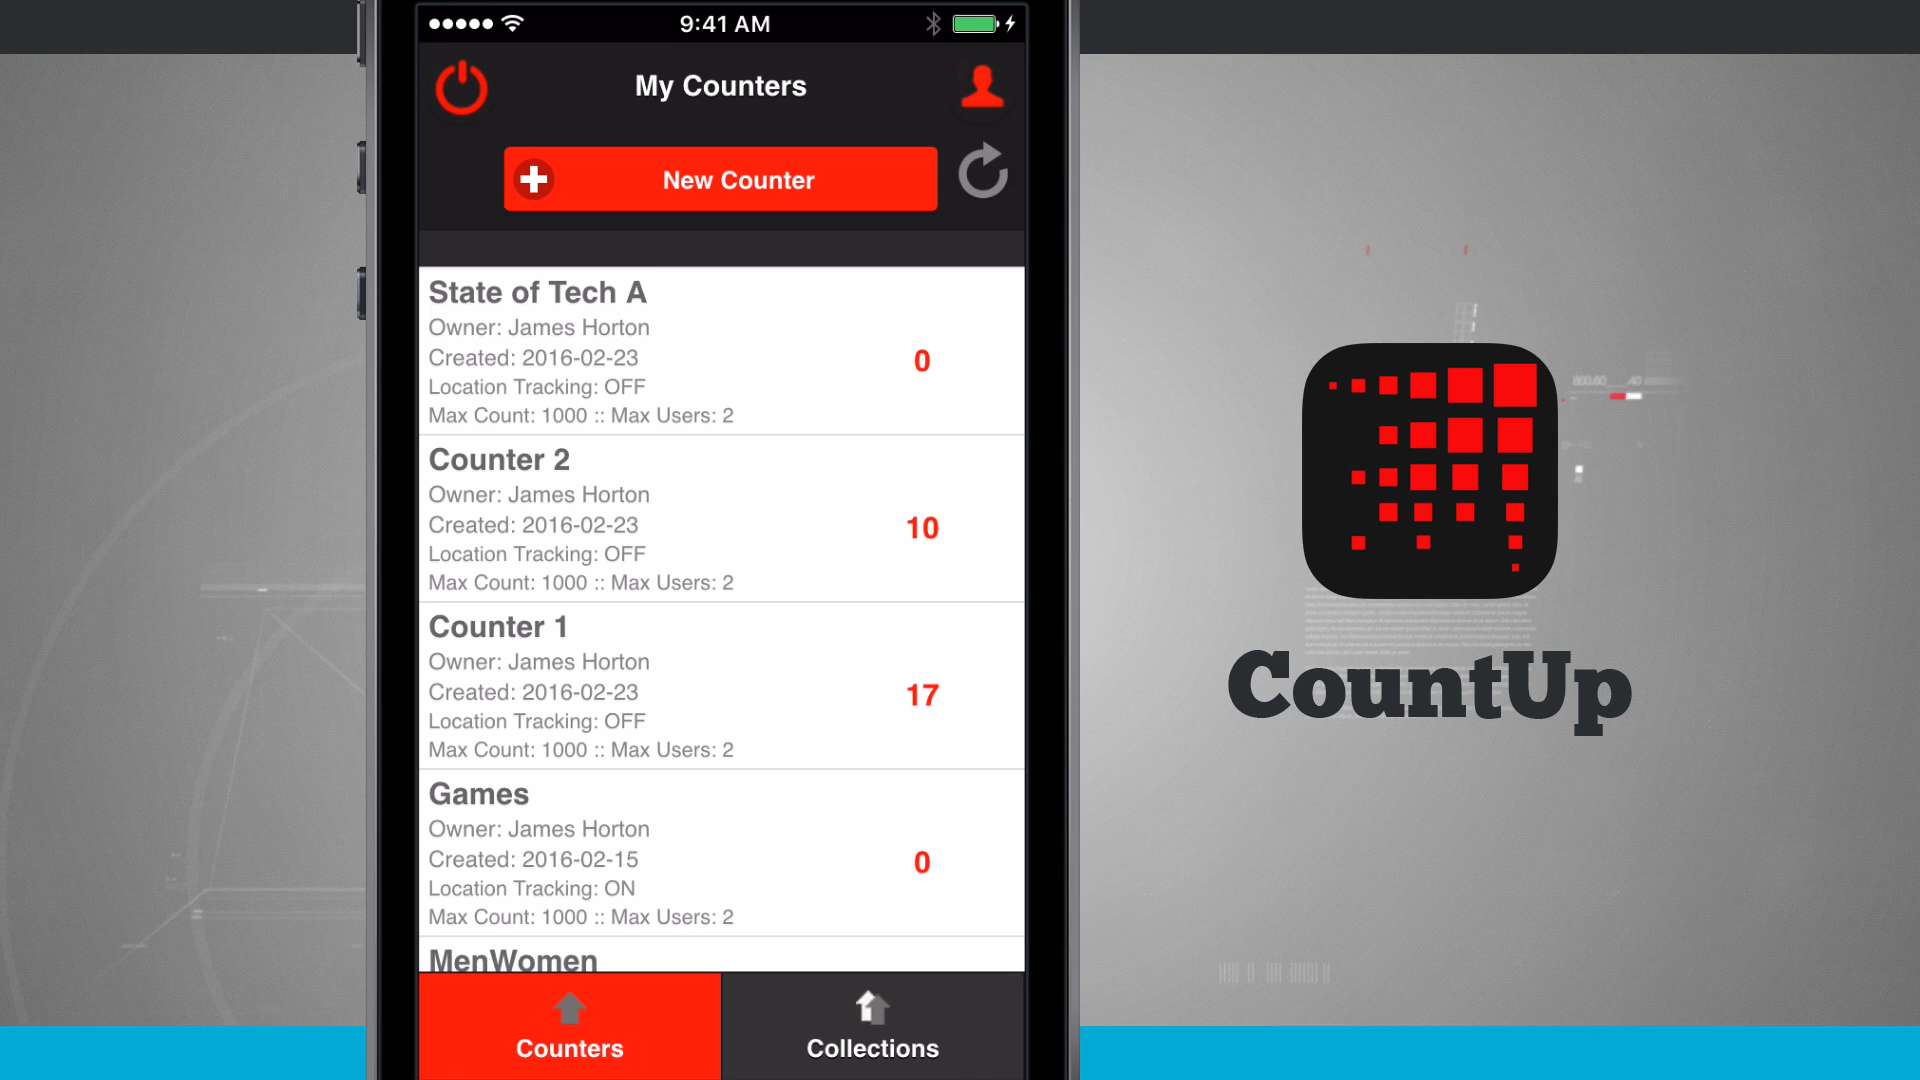 9:41 AM
My Counters
New Counter
State of Tech A
Owner: James Horton
Created: 2016-02-23
Location Tracking: OFF
Max Count: 1000 :: Max Users: 2
0
Counter 2
Owner: James Horton
Created: 2016-02-23
Location Tracking: OFF
Max Count: 1000 :: Max Users: 2
10
Counter 1
Owner: James Horton
Created: 2016-02-23
Location Tracking: OFF
Max Count: 1000 :: Max Users: 2
17
Games
Owner: James Horton
Created: 2016-02-15
Location Tracking: ON
Max Count: 1000 :: Max Users: 2
0
MenWomen
Counters
Collections
CountUp